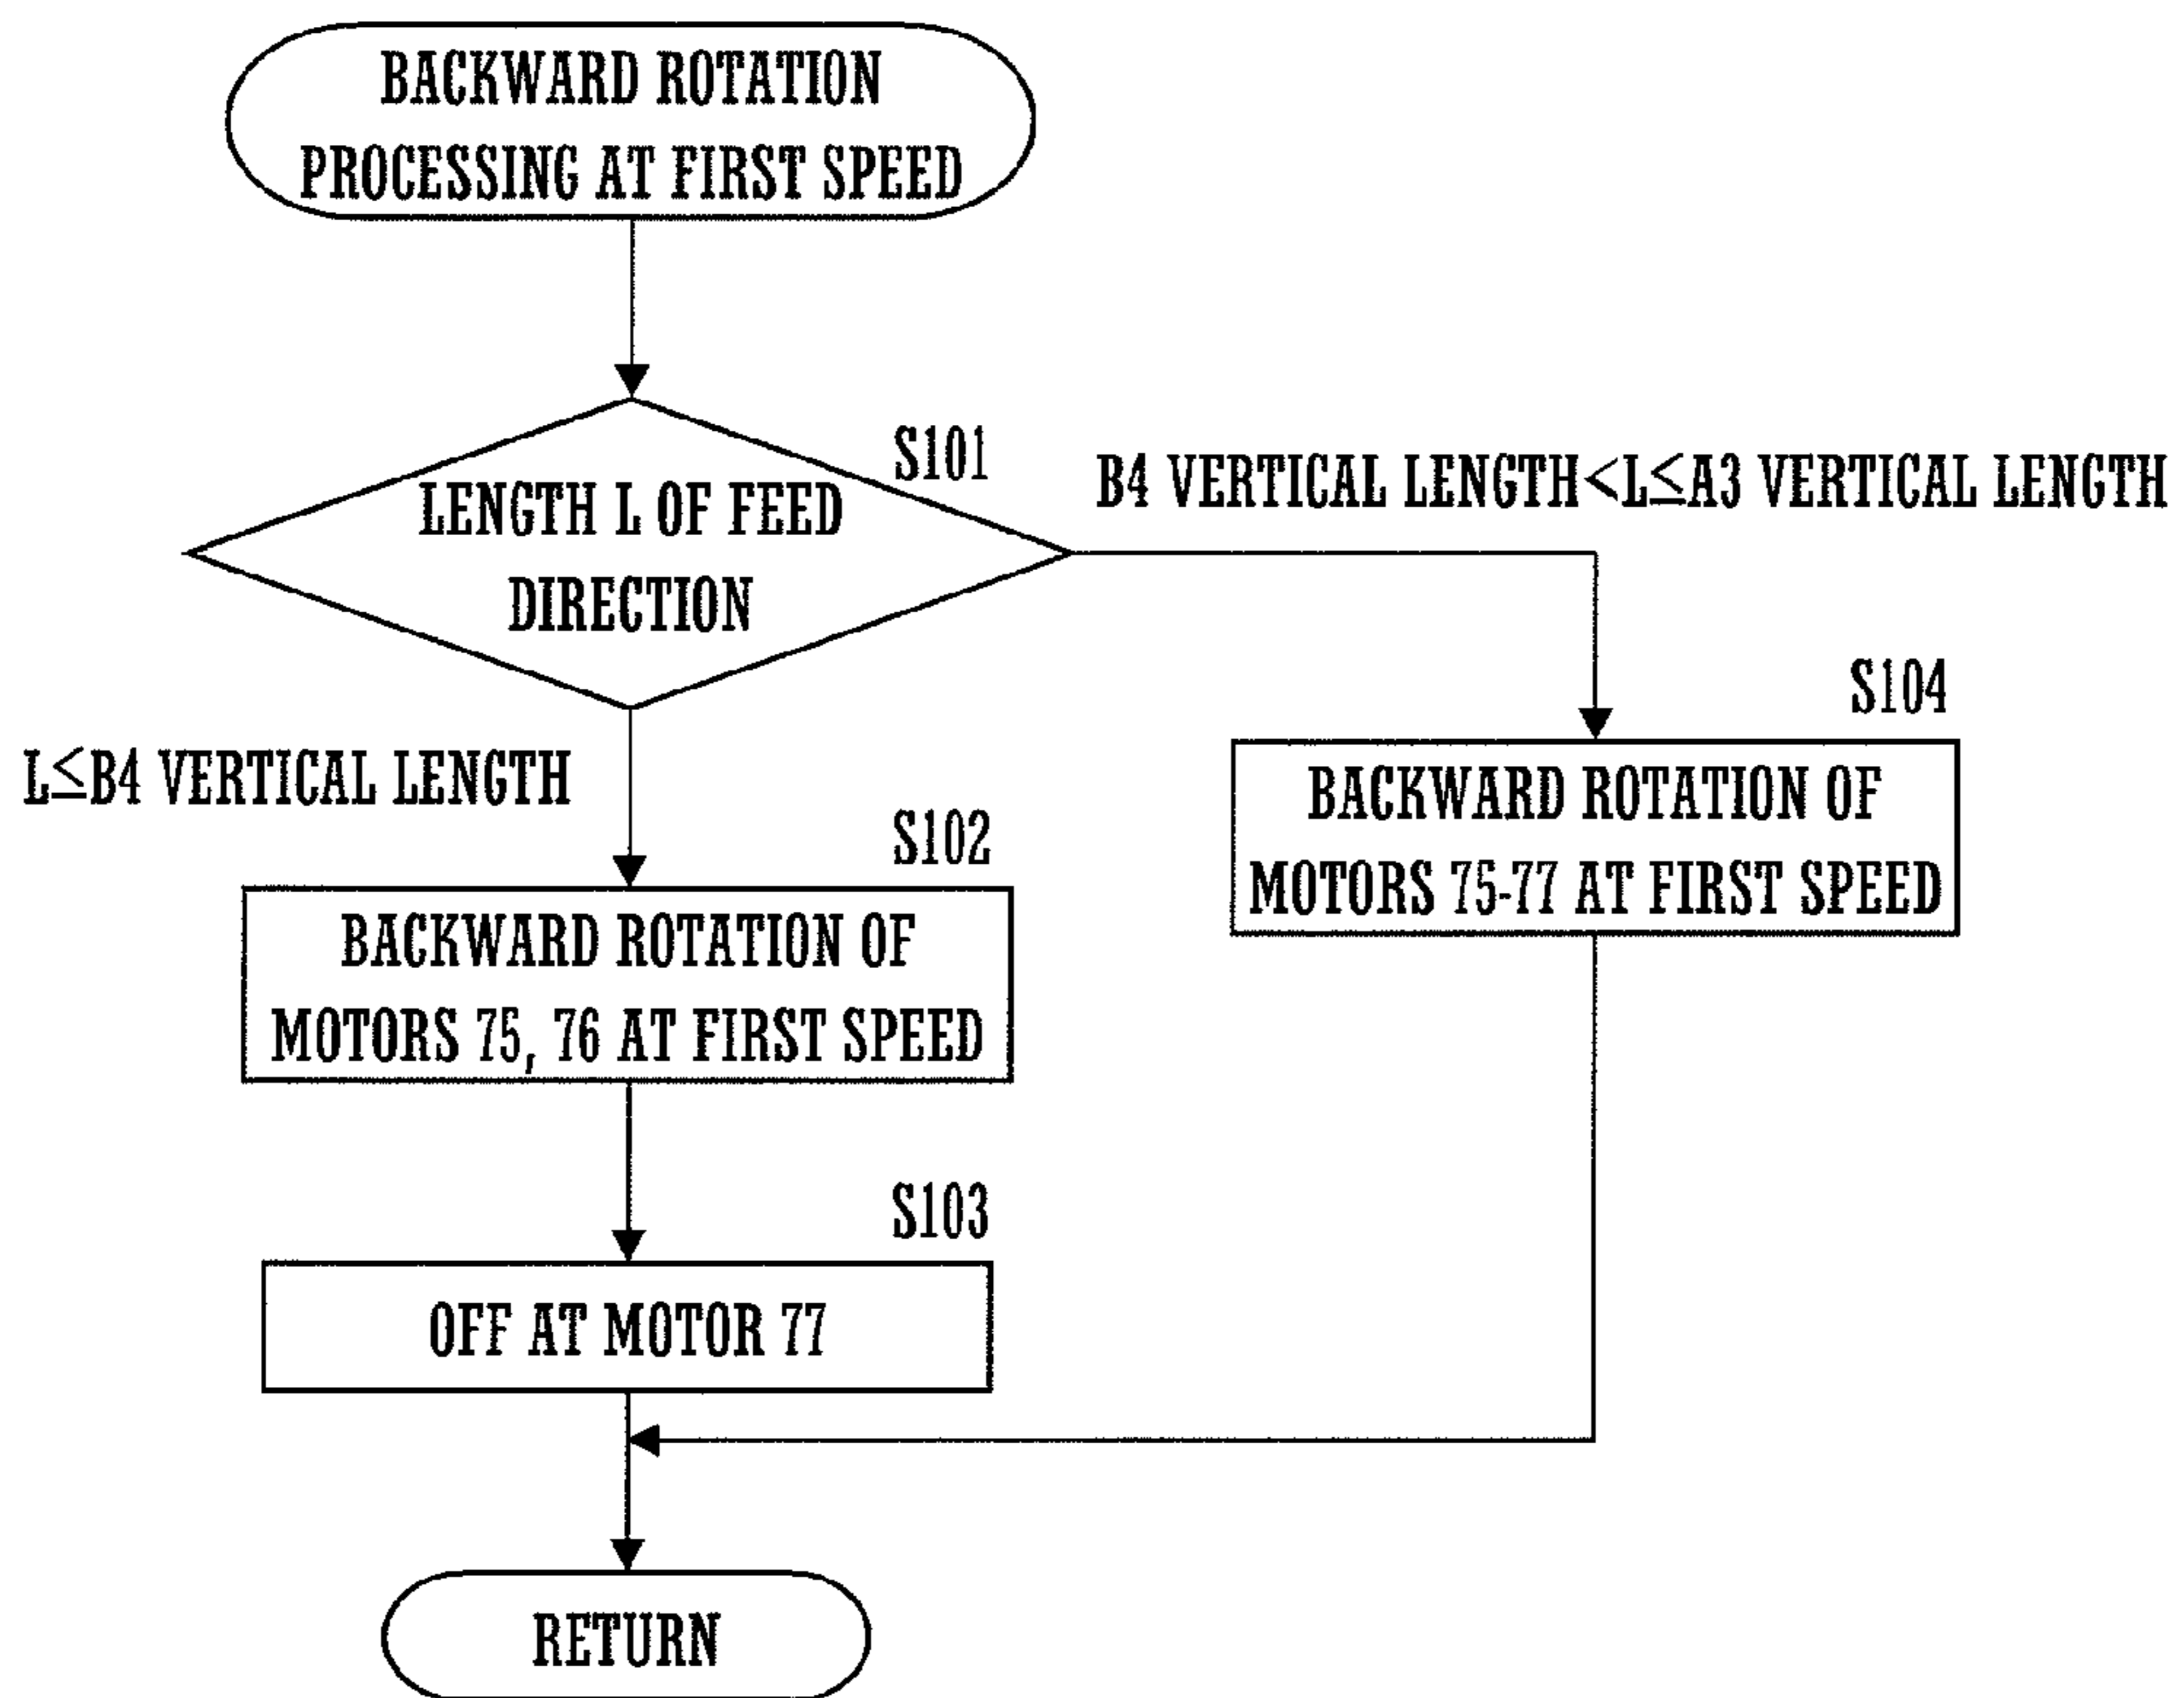 BACKWARD ROTATION
PROCESSING AT FIRST SPEED
S101
LENGTH L OF FEED
DIRECTION
B4 VERTICAL LENGTH<L≤A3 VERTICAL LENGTH
L≤B4 VERTICAL LENGTH
S104
BACKWARD ROTATION OF
MOTORS 75-77 AT FIRST SPEED
S102
BACKWARD ROTATION OF
MOTORS 75, 76 AT FIRST SPEED
S103
OFF AT MOTOR 77
RETURN